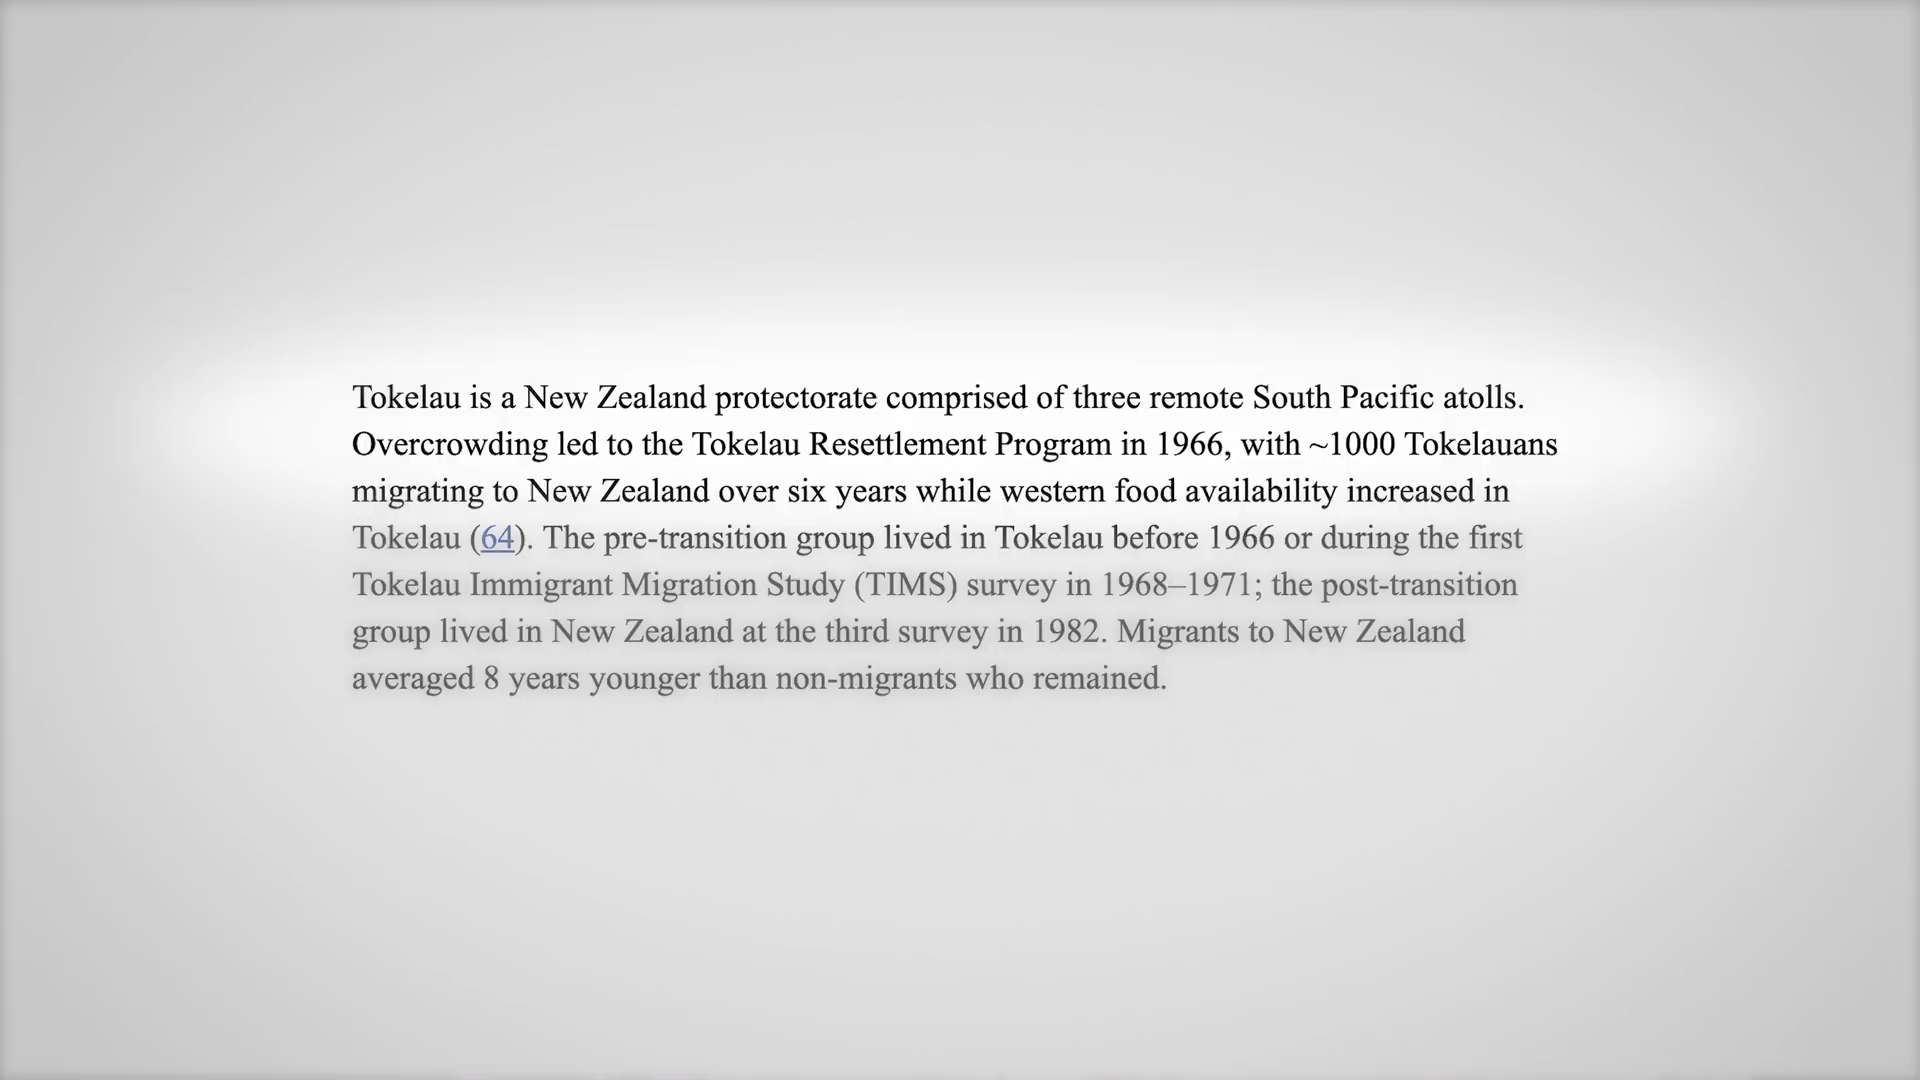 Tokelau is a New Zealand protectorate comprised of three remote South Pacific atolls.
Overcrowding led to the Tokelau Resettlement Program in 1966, with ~1000 Tokelauans
migrating to New Zealand over six years while western food availability increased in
Tokelau (64). The pre-transition group lived in Tokelau before 1966 or during the first
Tokelau Immigrant Migration Study (TIMS) survey in 1968–1971; the post-transition
group lived in New Zealand at the third survey in 1982. Migrants to New Zealand
averaged 8 years younger than non-migrants who remained.